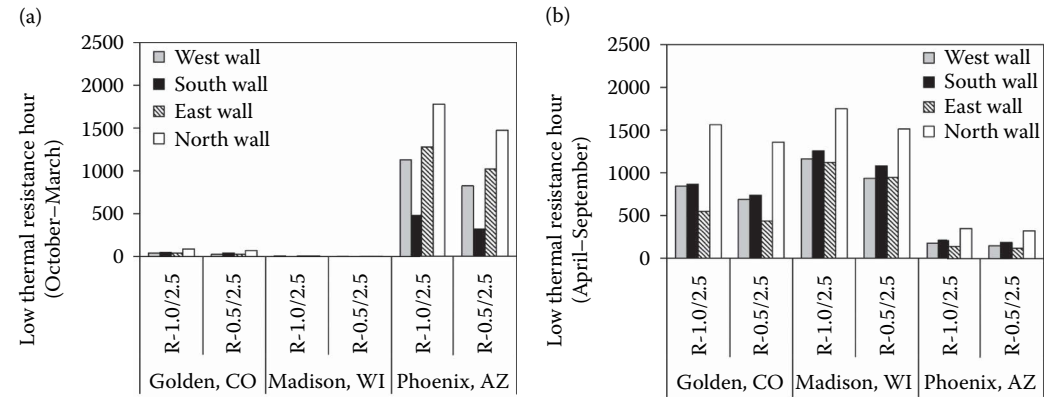 (a)
Low thermal resistance hour
(October–March)
2500
2000
1500
1000
500
0
West wall
South wall
East wall
North wall
R-1.0/2.5
R-0.5/2.5
R-1.0/2.5
R-0.5/2.5
R-1.0/2.5
R-0.5/2.5
Golden, CO
Madison, WI
Phoenix, AZ
(b)
Low thermal resistance hour
(April–September)
2500
2000
1500
1000
500
0
West wall
South wall
East wall
North wall
R-1.0/2.5
R-0.5/2.5
R-1.0/2.5
R-0.5/2.5
R-1.0/2.5
R-0.5/2.5
Golden, CO
Madison, WI
Phoenix, AZ